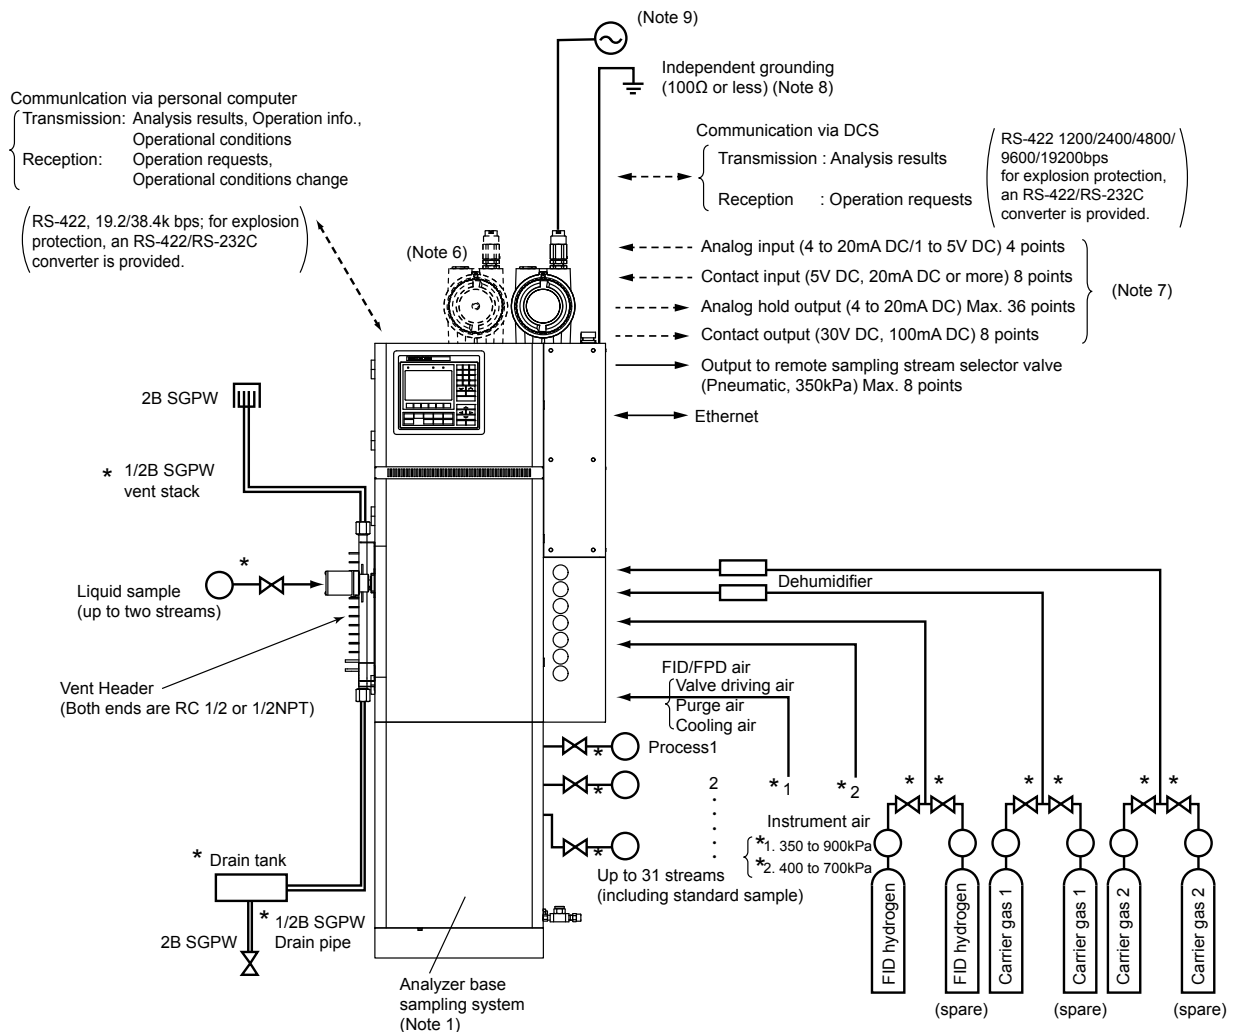 (Note 9)
Independent grounding
(100Ω or less) (Note 8)
Communlcation via personal computer
Transmission: Analysis results, Operation info.,
Operational conditions
Reception: Operation requests,
Operational conditions change
RS-422, 19.2/38.4k bps; for explosion
protection, an RS-422/RS-232C
converter is provided.
Communication via DCS
Transmission : Analysis results
Reception : Operation requests
RS-422 1200/2400/4800/
9600/19200bps
for explosion protection,
an RS-422/RS-232C
converter is provided.
(Note 6)
Analog input (4 to 20mA DC/1 to 5V DC) 4 points
Contact input (5V DC, 20mA DC or more) 8 points
Analog hold output (4 to 20mA DC) Max. 36 points
Contact output (30V DC, 100mA DC) 8 points
(Note 7)
Output to remote sampling stream selector valve
(Pneumatic, 350kPa) Max. 8 points
Ethernet
2B SGPW
* 1/2B SGPW
vent stack
*
Liquid sample
(up to two streams)
Vent Header
(Both ends are RC 1/2 or 1/2NPT)
Dehumidifier
FID/FPD air
Valve driving air
Purge air
Cooling air
* Process1
*
*
2
*1
*2
Instrument air
*1. 350 to 900kPa
*2. 400 to 700kPa
Up to 31 streams
(including standard sample)
* Drain tank
* 1/2B SGPW
Drain pipe
2B SGPW
Analyzer base
sampling system
(Note 1)
* * * * * *
FID hydrogen
FID hydrogen
(spare)
Carrier gas 1
Carrier gas 1
(spare)
Carrier gas 2
Carrier gas 2
(spare)